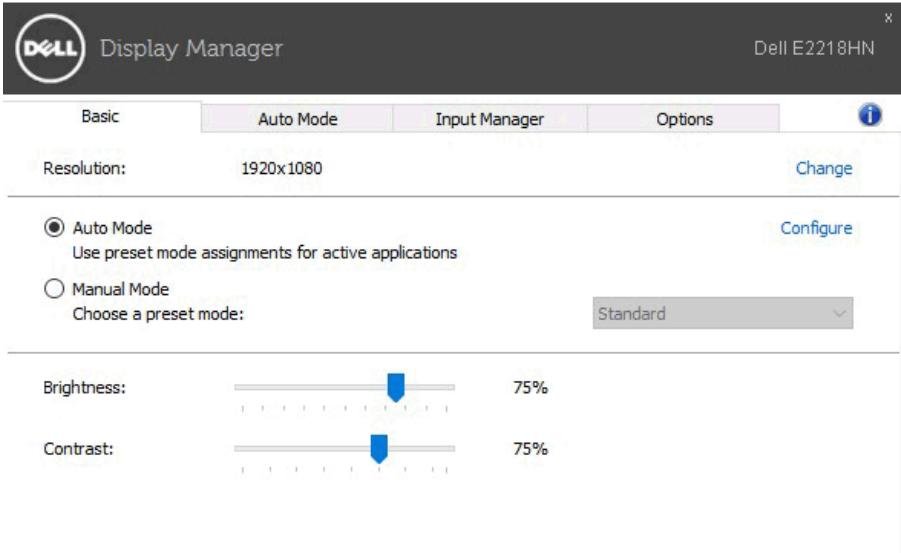 DELL
Display Manager
x
Dell E2218HN
Basic
Auto Mode
Input Manager
Options
i
Resolution:
1920x1080
Change
Auto Mode
Configure
Use preset mode assignments for active applications
Manual Mode
Choose a preset mode:
Standard
Brightness:
75%
Contrast:
75%